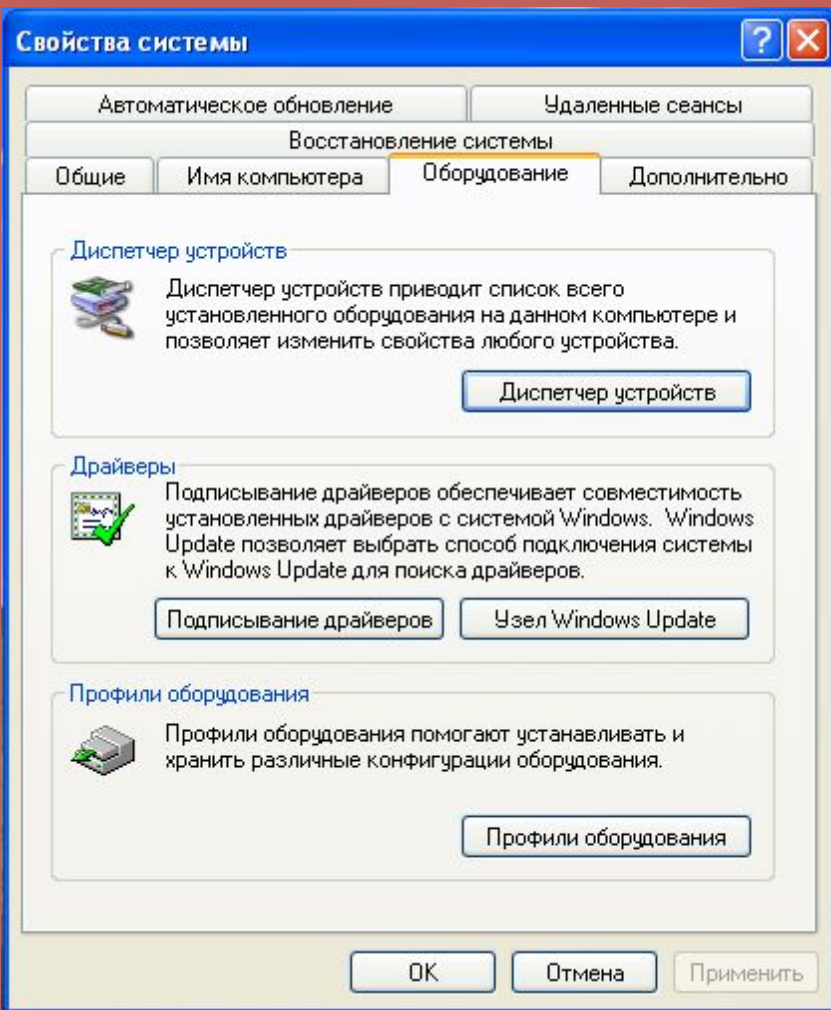 Свойства системы
Автоматическое обновление
Удаленные сеансы
Восстановление системы
Общие
Имя компьютера
Оборудование
Дополнительно
Диспетчер устройств
Диспетчер устройств приводит список всего
установленного оборудования на данном компьютере и
позволяет изменить свойства любого устройства.
Диспетчер устройств
Драйверы
Подписывание драйверов обеспечивает совместимость
установленных драйверов с системой Windows. Windows
Update позволяет выбрать способ подключения системы
к Windows Update для поиска драйверов.
Подписывание драйверов
Узел Windows Update
Профили оборудования
Профили оборудования помогают устанавливать и
хранить различные конфигурации оборудования.
Профили оборудования
OK
Отмена
Применить